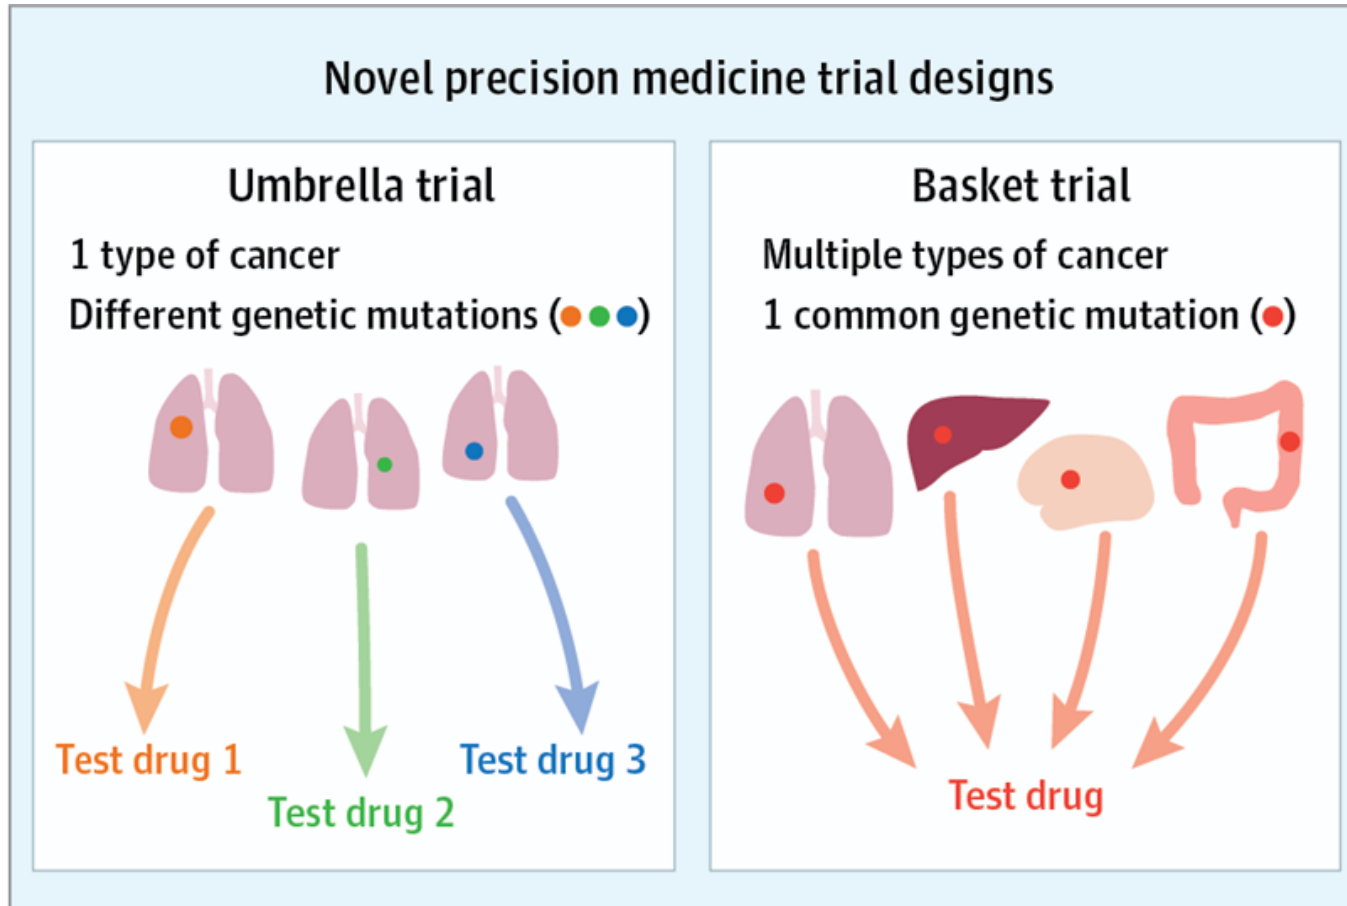 Novel precision medicine trial designs
Umbrella trial
1 type of cancer
Different genetic mutations (●●●)
Test drug 1
Test drug 2
Test drug 3
Basket trial
Multiple types of cancer
1 common genetic mutation (●)
Test drug